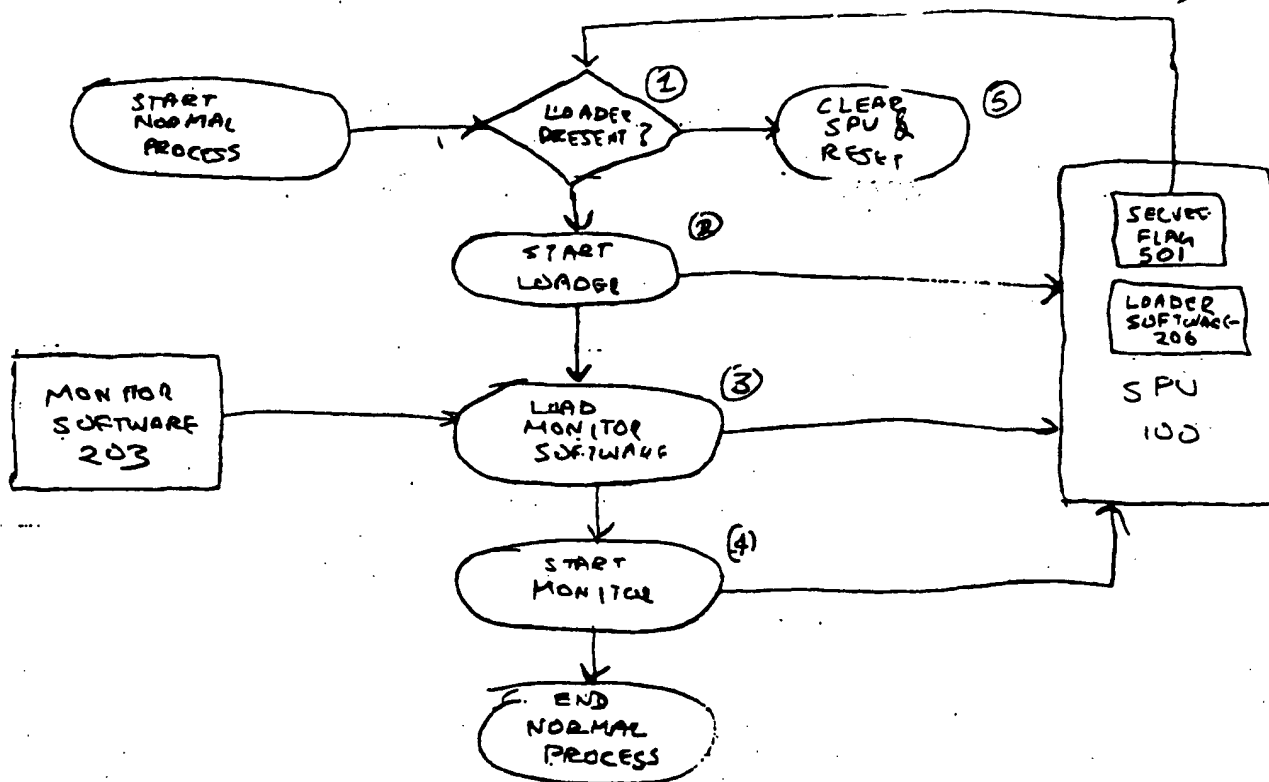 START
NORMAL
PROCESS
LOADER
PRESENT?
1
CLEAR
SPU &
RESET
5
SECURE
FLAG
501
LOADER
SOFTWARE
206
SPU
100
2
START
LOADER
MONITOR
SOFTWARE
203
3
LOAD
MONITOR
SOFTWARE
4
START
MONITOR
END
NORMAL
PROCESS